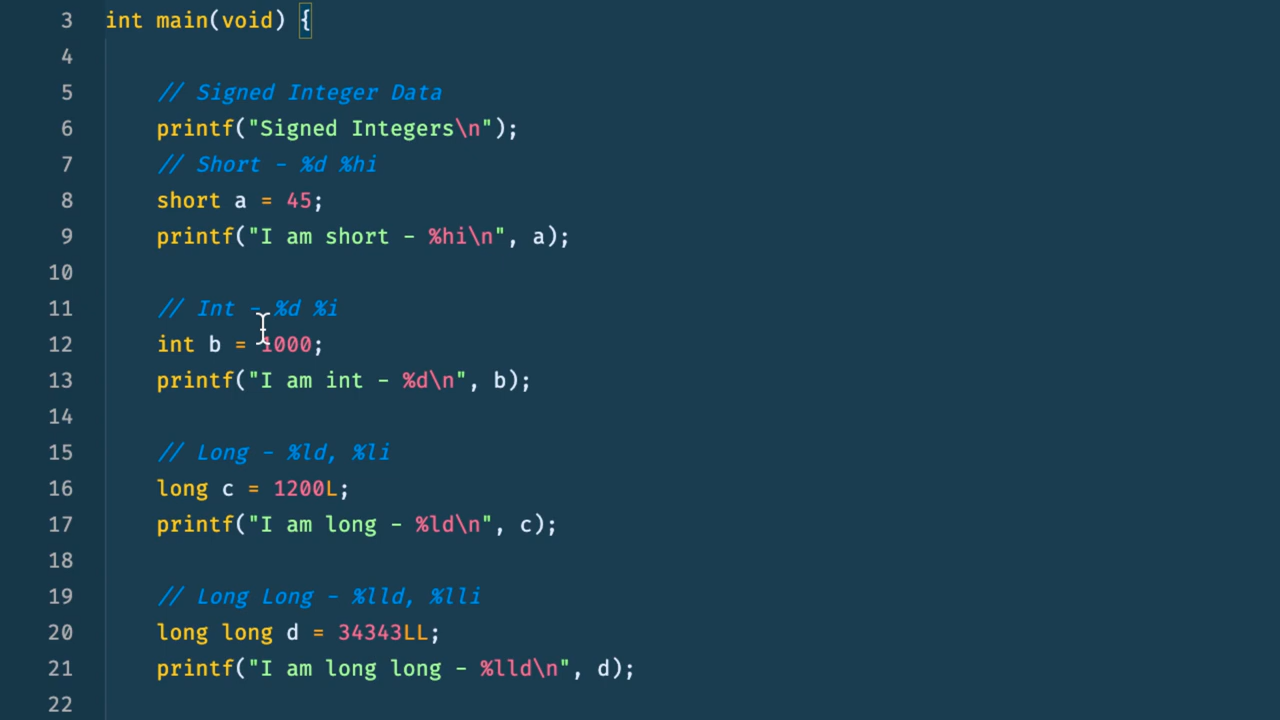 3 int main(void) {
4
5 // Signed Integer Data
6 printf("Signed Integers\n");
7 // Short - %d %hi
8 short a = 45;
9 printf("I am short - %hi\n", a);
10
11 // Int - %d %i
12 int b = 1000;
13 printf("I am int - %d\n", b);
14
15 // Long - %ld, %li
16 long c = 1200L;
17 printf("I am long - %ld\n", c);
18
19 // Long Long - %lld, %lli
20 long long d = 34343LL;
21 printf("I am long long - %lld\n", d);
22